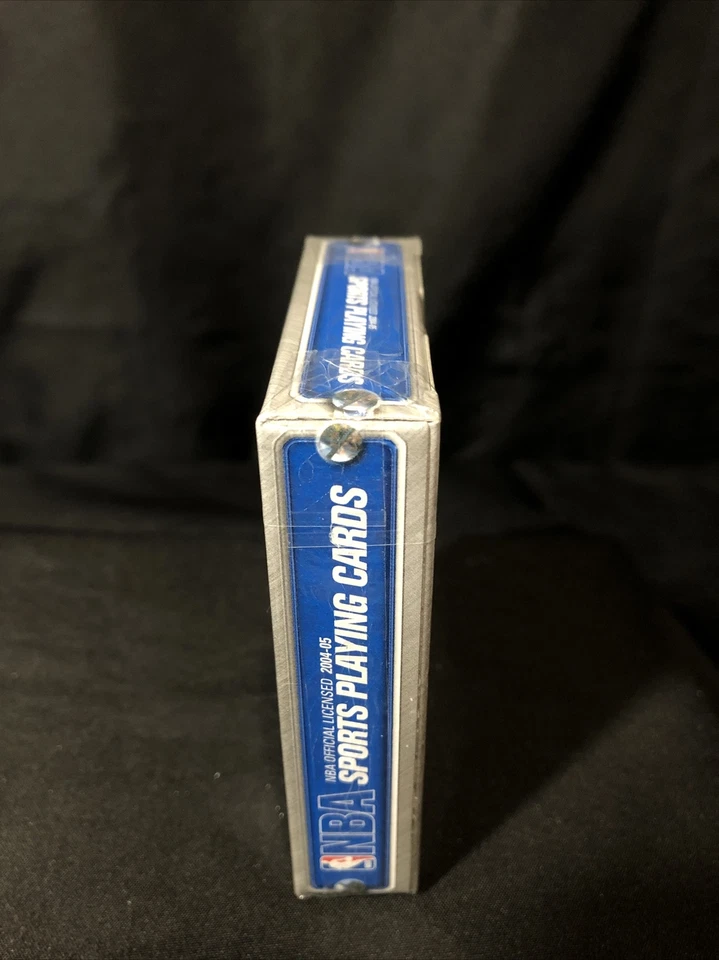 SPORTS PLAYING CARDS
NBA
NBA OFFICIAL LICENSED 2004-05
SPORTS PLAYING CARDS